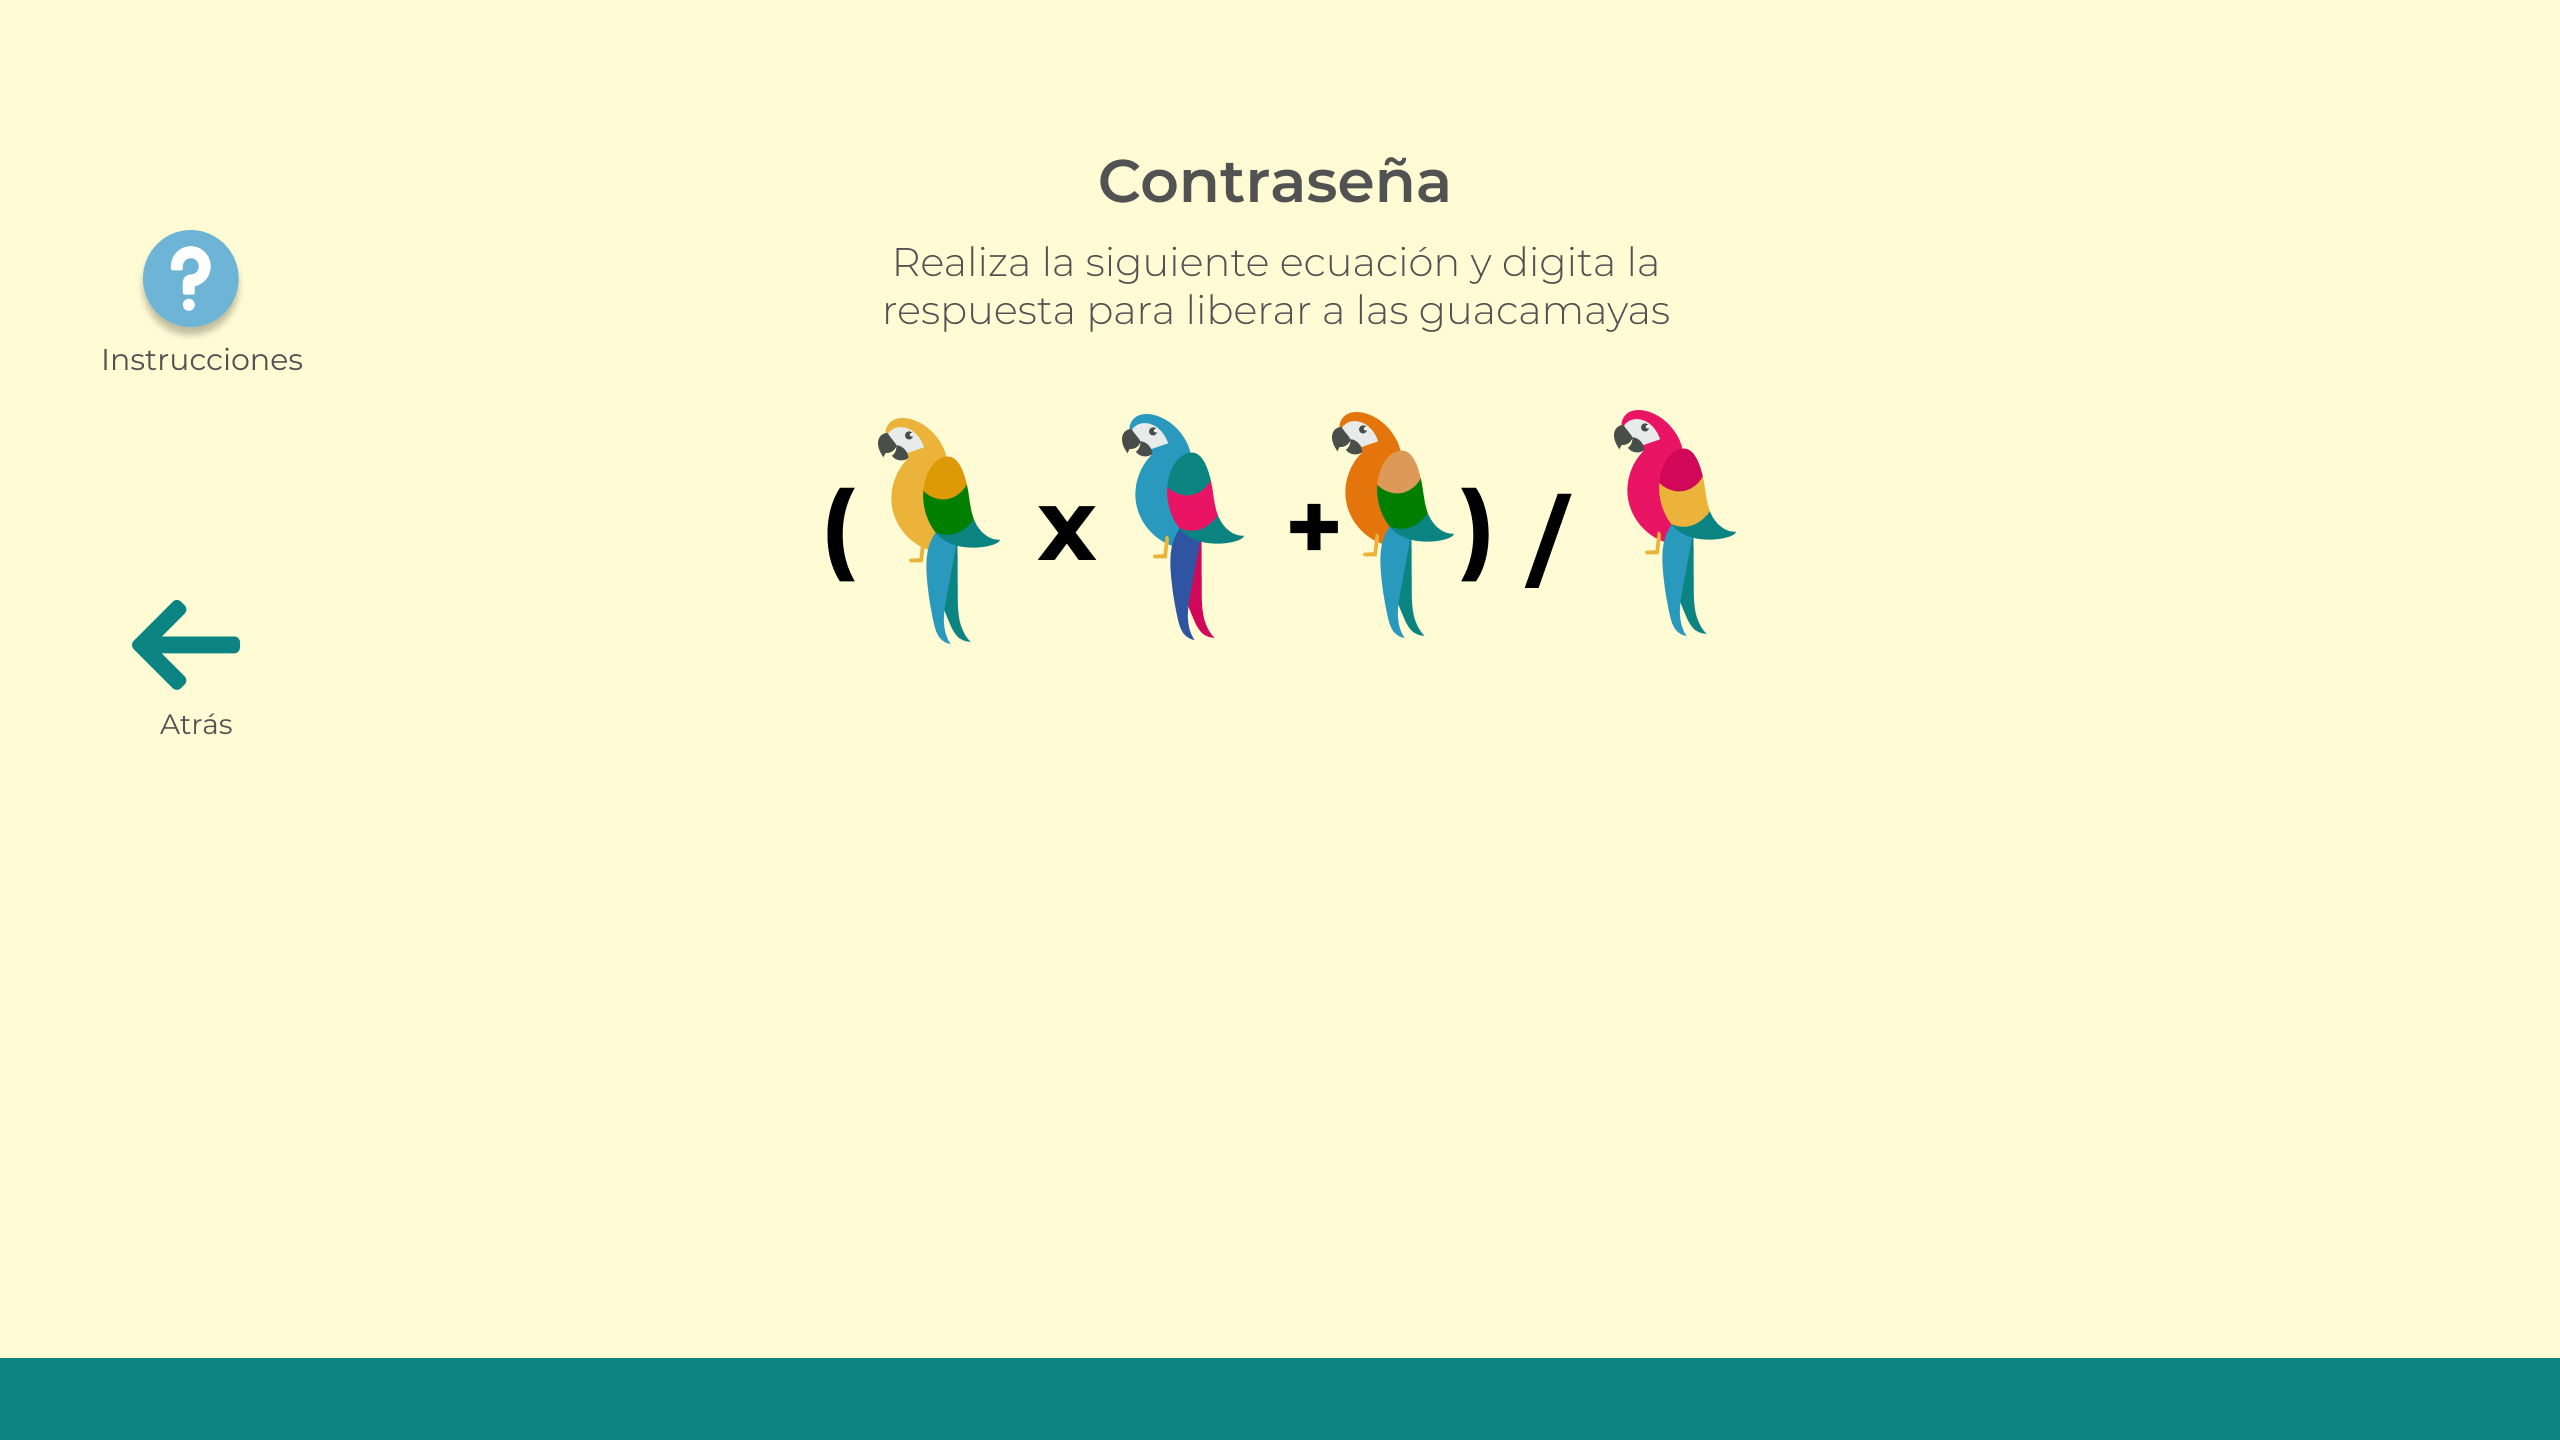 Contraseña
Realiza la siguiente ecuación y digita la
respuesta para liberar a las guacamayas
?
Instrucciones
( x + ) /
Atrás